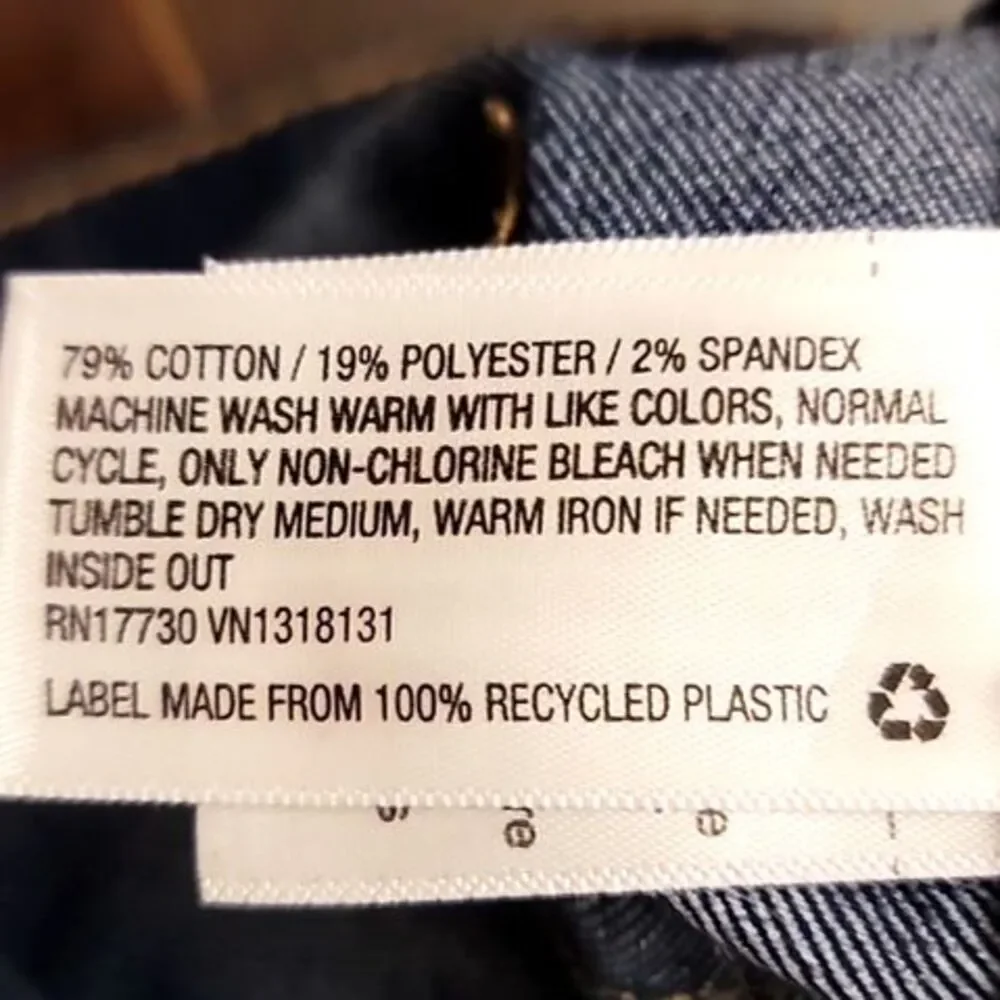 79% COTTON / 19% POLYESTER / 2% SPANDEX
MACHINE WASH WARM WITH LIKE COLORS, NORMAL
CYCLE, ONLY NON-CHLORINE BLEACH WHEN NEEDED
TUMBLE DRY MEDIUM, WARM IRON IF NEEDED, WASH
INSIDE OUT
RN17730 VN1318131
LABEL MADE FROM 100% RECYCLED PLASTIC